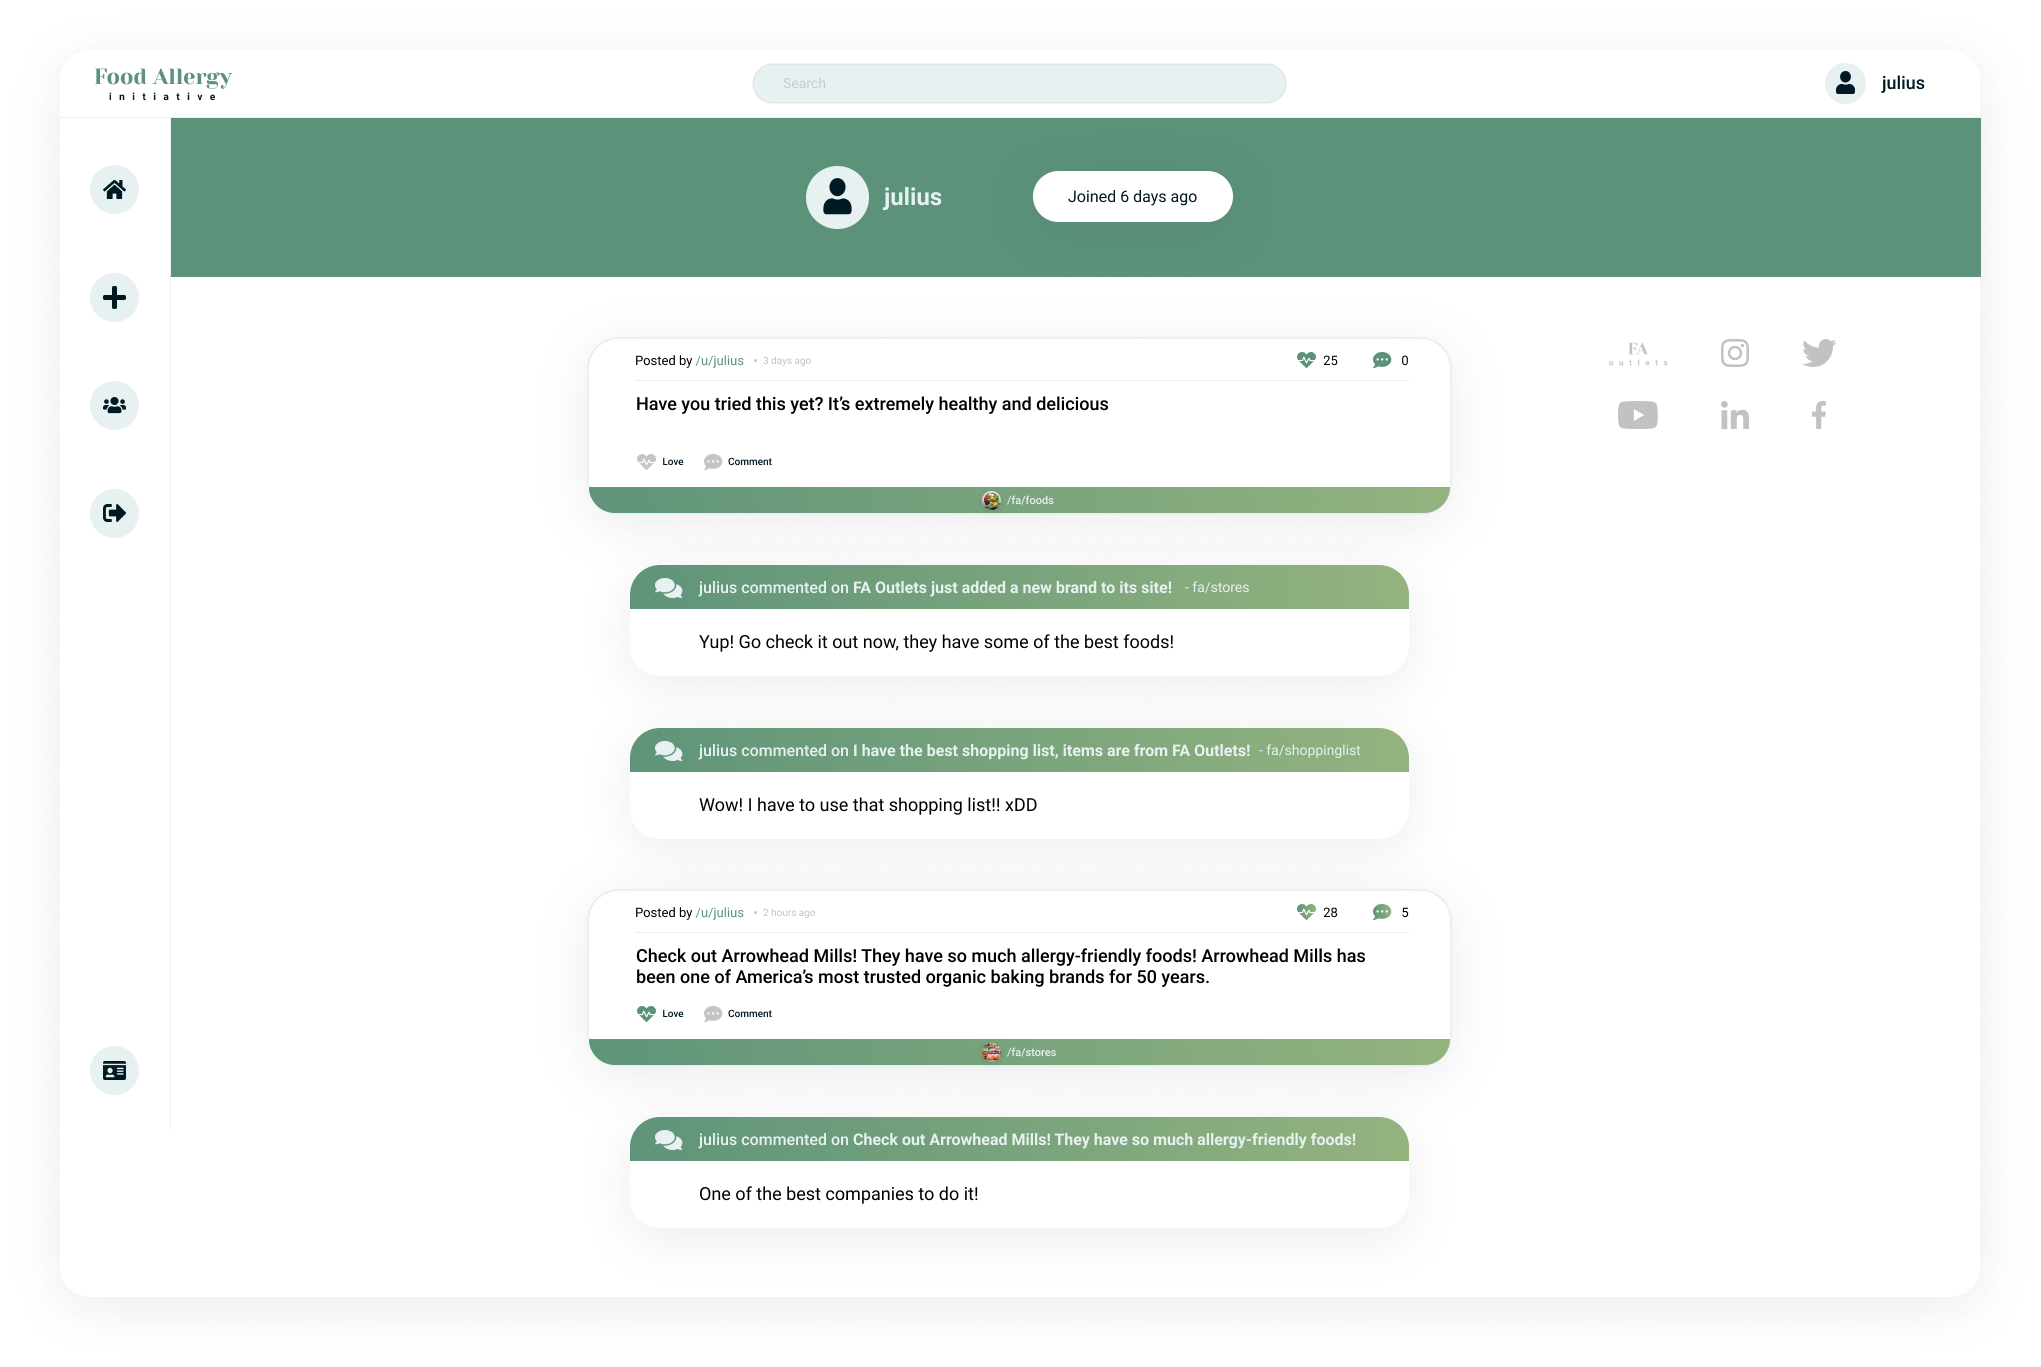 Food Allergy
initiative
Search
julius
julius
Joined 6 days ago
Posted by /u/julius • 3 days ago
25
0
Have you tried this yet? It’s extremely healthy and delicious
Love
Comment
/fa/foods
FA
outlets
julius commented on FA Outlets just added a new brand to its site! - fa/stores
Yup! Go check it out now, they have some of the best foods!
julius commented on I have the best shopping list, items are from FA Outlets! - fa/shoppinglist
Wow! I have to use that shopping list!! xDD
Posted by /u/julius • 2 hours ago
28
5
Check out Arrowhead Mills! They have so much allergy-friendly foods! Arrowhead Mills has
been one of America’s most trusted organic baking brands for 50 years.
Love
Comment
/fa/stores
julius commented on Check out Arrowhead Mills! They have so much allergy-friendly foods!
One of the best companies to do it!